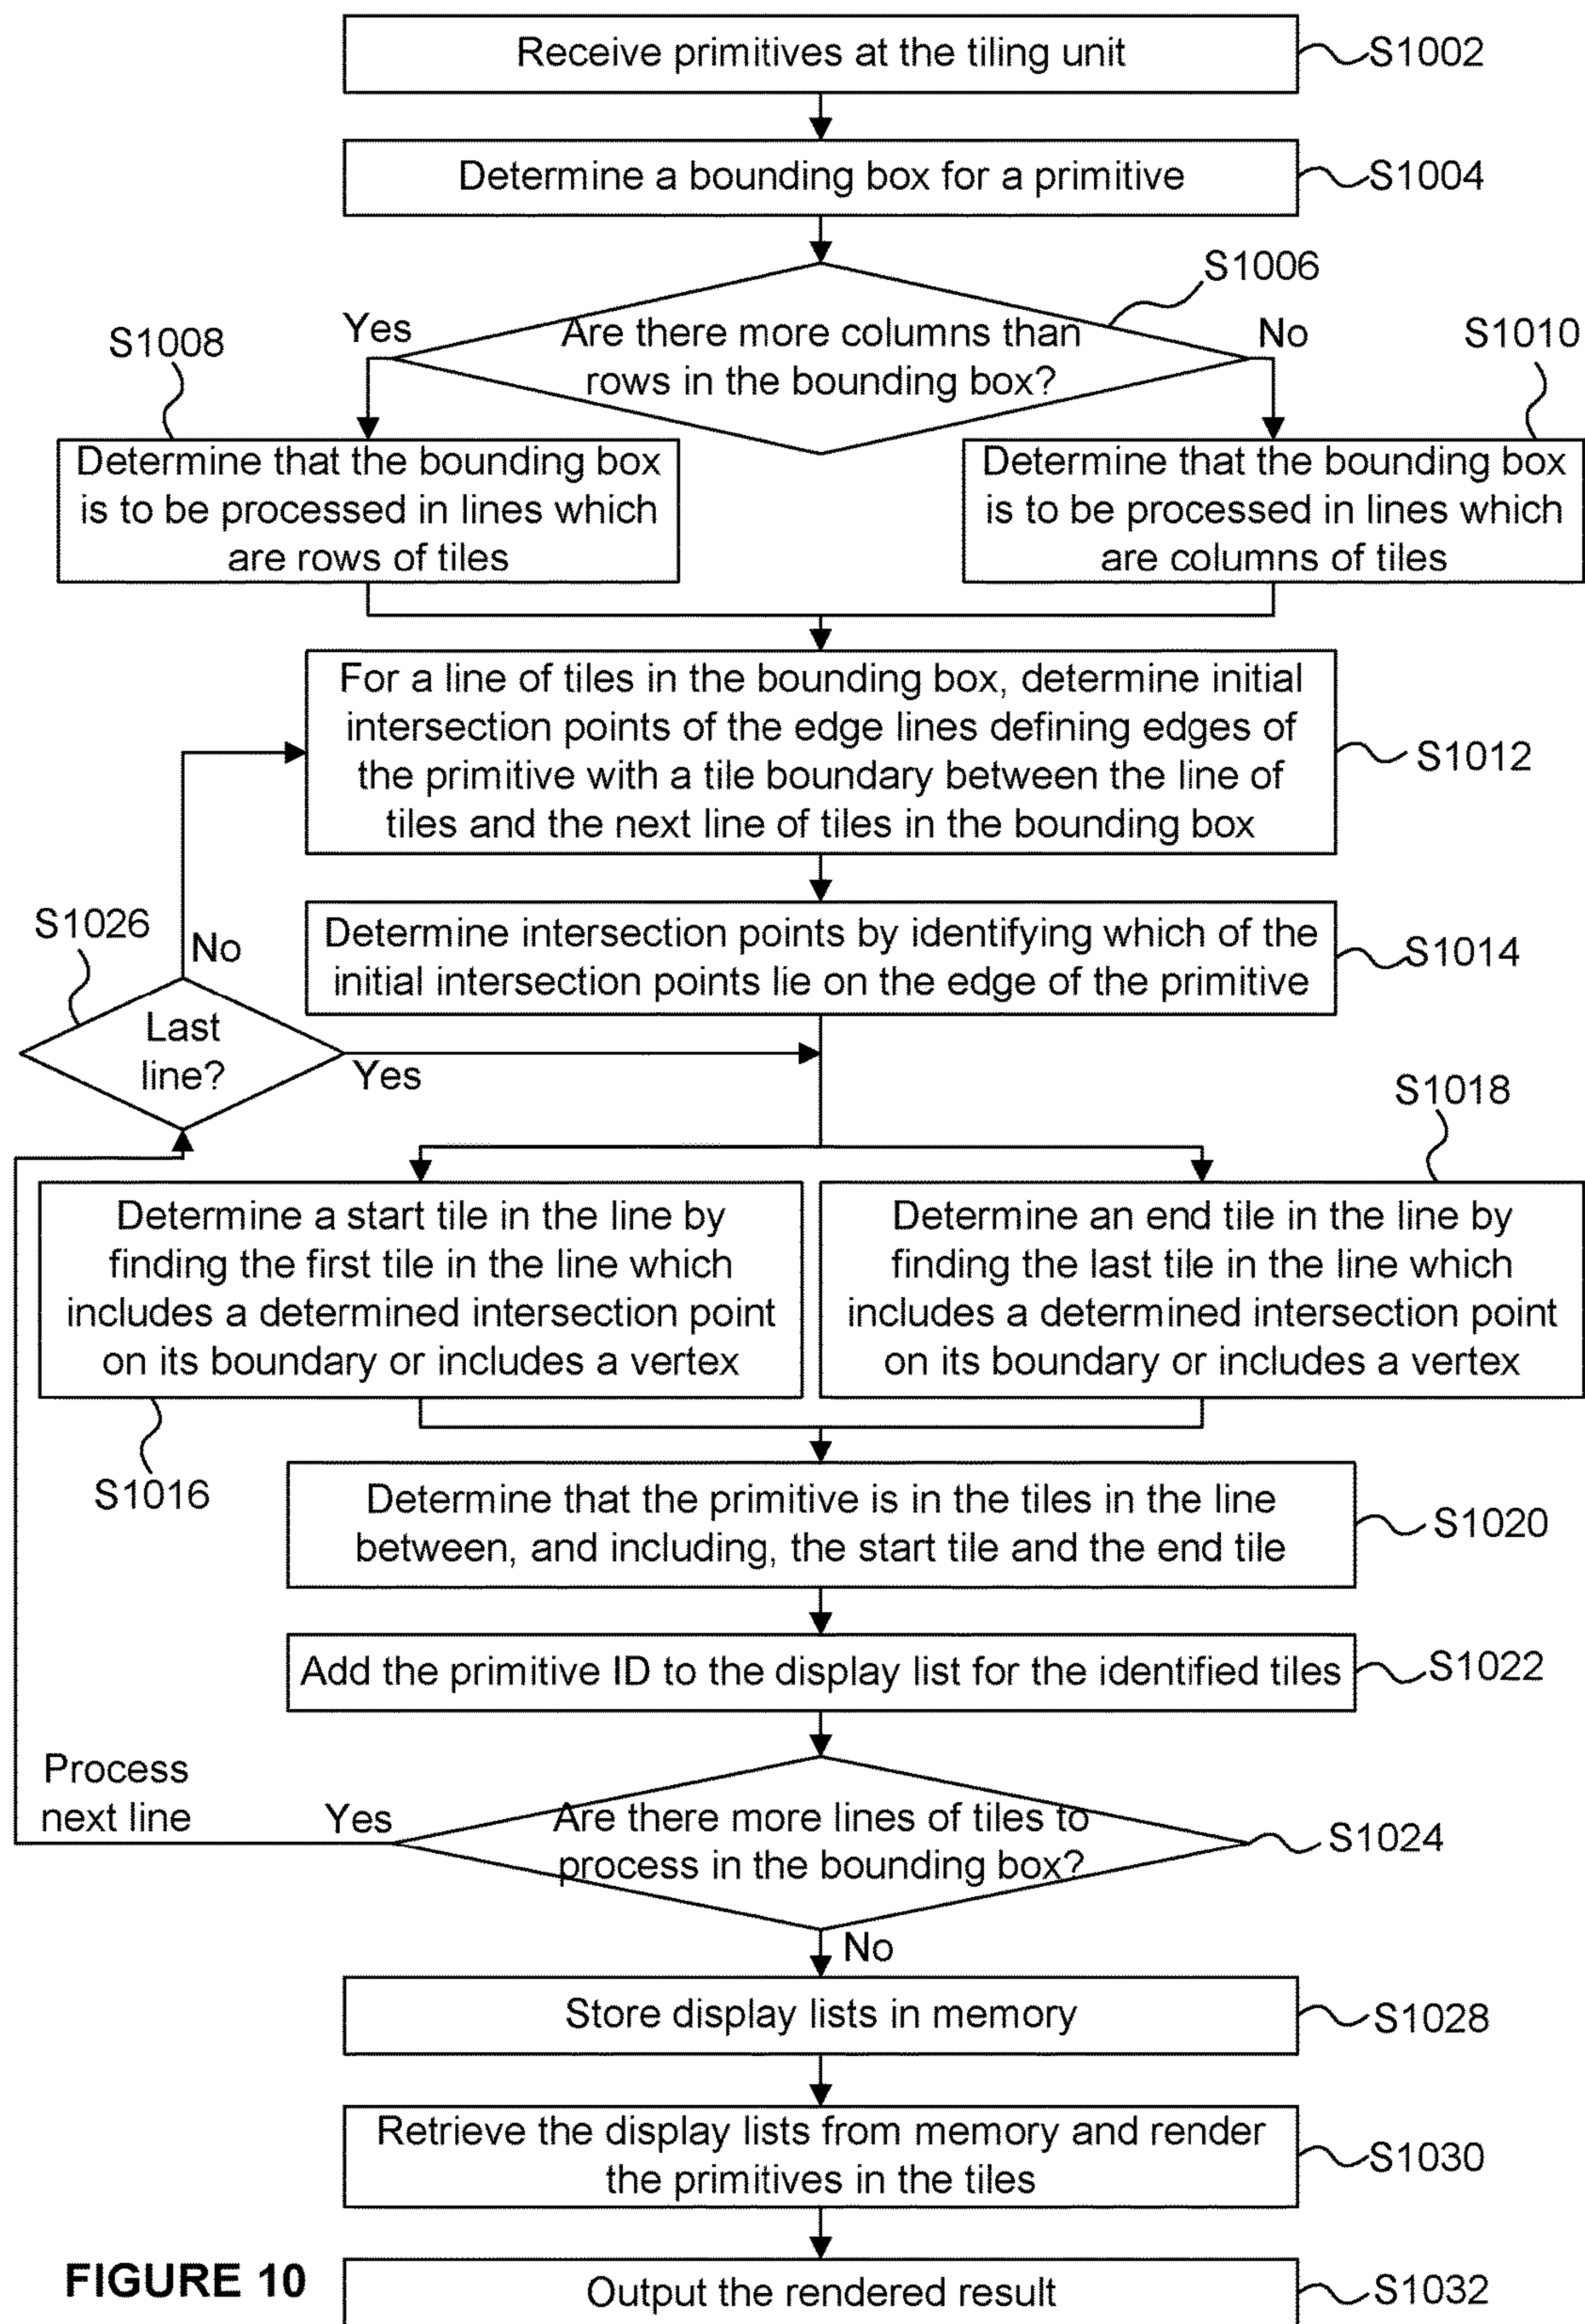 Receive primitives at the tiling unit
S1002
Determine a bounding box for a primitive
S1004
S1006
Are there more columns than
rows in the bounding box?
Yes
No
S1008
S1010
Determine that the bounding box
is to be processed in lines which
are rows of tiles
Determine that the bounding box
is to be processed in lines which
are columns of tiles
For a line of tiles in the bounding box, determine initial
intersection points of the edge lines defining edges of
the primitive with a tile boundary between the line of
tiles and the next line of tiles in the bounding box
S1012
Determine intersection points by identifying which of the
initial intersection points lie on the edge of the primitive
S1014
S1026
No
Last
line?
Yes
S1018
Determine a start tile in the line by
finding the first tile in the line which
includes a determined intersection point
on its boundary or includes a vertex
Determine an end tile in the line by
finding the last tile in the line which
includes a determined intersection point
on its boundary or includes a vertex
S1016
Determine that the primitive is in the tiles in the line
between, and including, the start tile and the end tile
S1020
Add the primitive ID to the display list for the identified tiles
S1022
Process
next line
Yes
Are there more lines of tiles to
process in the bounding box?
S1024
No
Store display lists in memory
S1028
Retrieve the display lists from memory and render
the primitives in the tiles
S1030
FIGURE 10
Output the rendered result
S1032